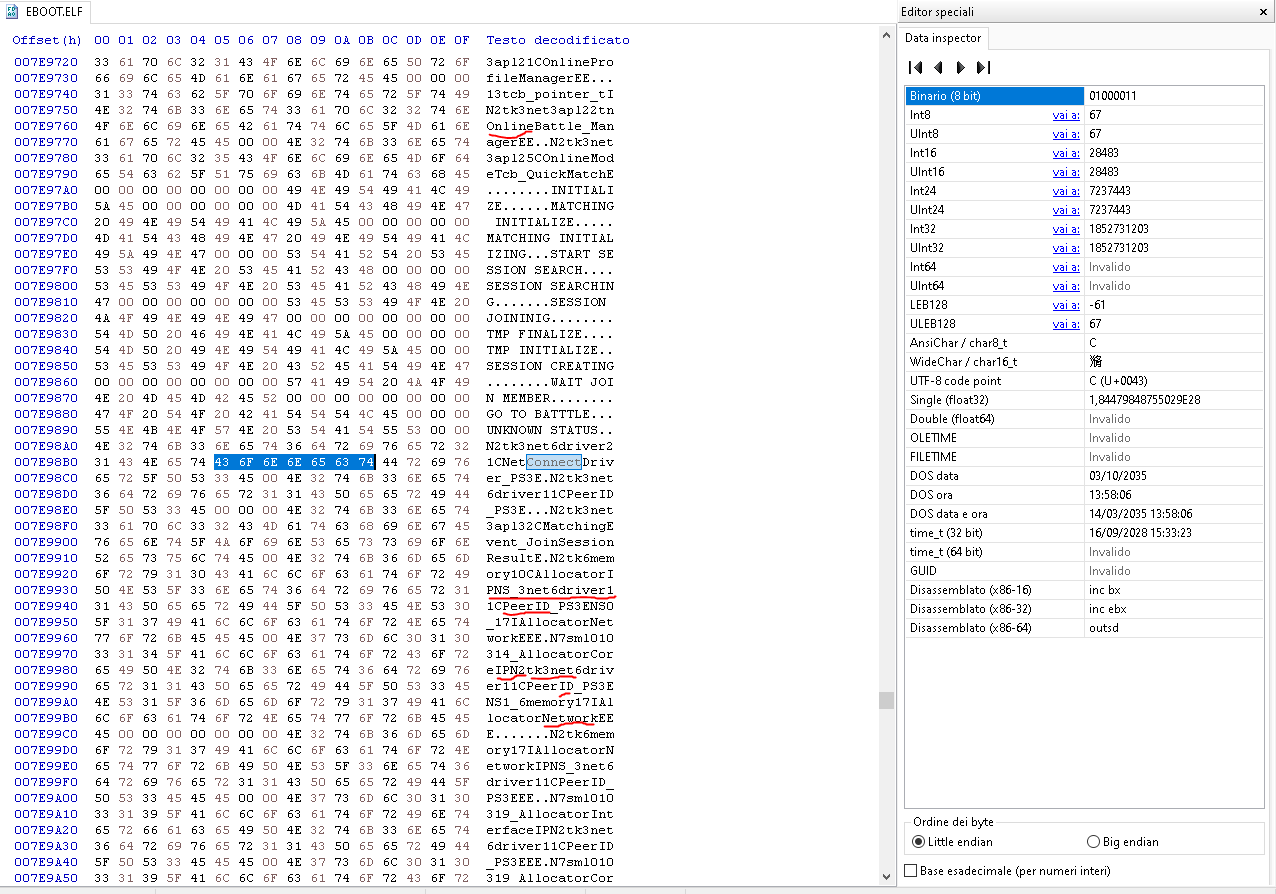 EBOOT.ELF
Offset(h) 00 01 02 03 04 05 06 07 08 09 0A 0B 0C 0D 0E 0F Testo decodificato
007E9720 33 61 70 6C 32 31 43 4F 6E 6C 69 6E 65 50 72 6F 3apl21COnlinePro
007E9730 66 69 6C 65 4D 61 6E 61 67 65 72 45 45 00 00 4E fileManagerEE...
007E9740 31 33 74 63 62 5F 70 6F 69 6E 74 65 72 5F 74 49 13tcb_pointer_tI
007E9750 4E 32 74 6B 33 6E 65 74 33 61 70 6C 32 32 74 6E N2tk3net3apl22tn
007E9760 4F 6E 6C 69 6E 65 42 61 74 74 6C 65 5F 4D 61 6E OnlineBattle_Man
007E9770 61 67 65 72 45 45 00 00 4E 32 74 6B 33 6E 65 74 agerEE..N2tk3net
007E9780 33 61 70 6C 32 35 43 4F 6E 6C 69 6E 65 4D 6F 64 3apl25COnlineMod
007E9790 65 54 63 62 5F 51 75 69 63 6B 4D 61 74 63 68 45 eTcb_QuickMatchE
007E97A0 00 00 00 00 00 00 00 00 49 4E 49 54 49 41 4C 49 ........INITIALI
007E97B0 5A 45 00 00 00 00 00 00 4D 41 54 43 48 49 4E 47 ZE......MATCHING
007E97C0 20 49 4E 49 54 49 41 4C 49 5A 45 00 00 00 00 00 INITIALIZE.....
007E97D0 4D 41 54 43 48 49 4E 47 20 49 4E 49 54 49 41 4C MATCHING INITIAL
007E97E0 49 5A 49 4E 47 00 00 00 53 54 41 52 54 20 53 45 IZING...START SE
007E97F0 53 53 49 4F 4E 20 53 45 41 52 43 48 00 00 00 00 SSION SEARCH....
007E9800 53 45 53 53 49 4F 4E 20 53 45 41 52 43 48 49 4E SESSION SEARCHIN
007E9810 47 00 00 00 00 00 00 00 53 45 53 53 49 4F 4E 20 G.......SESSION
007E9820 4A 4F 49 4E 49 4E 49 4E 47 00 00 00 00 00 00 00 JOININIG.......
007E9830 54 4D 50 20 46 49 4E 41 4C 49 5A 45 00 00 00 00 TMP FINALIZE....
007E9840 54 4D 50 20 49 4E 49 54 49 41 4C 49 5A 45 00 00 TMP INITIALIZE..
007E9850 53 45 53 53 49 4F 4E 20 43 52 45 41 54 49 4E 47 SESSION CREATING
007E9860 00 00 00 00 00 00 00 00 57 41 49 54 20 4A 4F 49 ........WAIT JOI
007E9870 4E 20 4D 45 4D 42 45 52 00 00 00 00 00 00 00 00 N MEMBER........
007E9880 47 4F 20 54 4F 20 42 41 54 54 54 4C 45 00 00 00 GO TO BATTTLE...
007E9890 55 4E 4B 4E 4F 57 4E 20 53 54 41 54 55 53 00 00 UNKNOWN STATUS..
007E98A0 4E 32 74 6B 33 6E 65 74 36 64 72 69 76 65 72 32 N2tk3net6driver2
007E98B0 31 43 4E 65 74 43 6F 6E 6E 65 63 74 44 72 69 76 1CNetConnectDriv
007E98C0 65 72 5F 50 53 33 45 00 4E 32 74 6B 33 6E 65 74 er_PS3E.N2tk3net
007E98D0 36 64 72 69 76 65 72 31 31 43 50 65 65 72 49 44 6driver11CPeerID
007E98E0 5F 50 53 33 45 00 00 00 4E 32 74 6B 33 6E 65 74 _PS3E...N2tk3net
007E98F0 33 61 70 6C 33 32 43 4D 61 74 63 68 69 6E 67 45 3apl32CMatchingE
007E9900 76 65 6E 74 5F 4A 6F 69 6E 53 65 73 73 69 6F 6E vent_JoinSession
007E9910 52 65 73 75 6C 74 45 00 4E 32 74 6B 36 6D 65 6D ResultE.N2tk6mem
007E9920 6F 72 79 31 30 43 41 6C 6C 6F 63 61 74 6F 72 49 ory10CAllocatorI
007E9930 50 4E 53 5F 33 6E 65 74 36 64 72 69 76 65 72 31 PNS_3net6driver1
007E9940 31 43 50 65 65 72 49 44 5F 50 53 33 45 4E 53 30 1CPeerID_PS3ENS0
007E9950 5F 31 37 49 41 6C 6C 6F 63 61 74 6F 72 4E 65 74 _17IAllocatorNet
007E9960 77 6F 72 6B 45 45 45 00 4E 37 73 6D 6C 30 31 30 workEEE.N7sml010
007E9970 33 31 34 5F 41 6C 6C 6F 63 61 74 6F 72 43 6F 72 314_AllocatorCor
007E9980 65 49 50 4E 32 74 6B 33 6E 65 74 36 64 72 69 76 eIPN2tk3net6driv
007E9990 65 72 31 31 43 50 65 65 72 49 44 5F 50 53 33 45 er11CPeerID_PS3E
007E99A0 4E 53 31 5F 36 6D 65 6D 6F 72 79 31 37 49 41 6C NS1_6memory17IAl
007E99B0 6C 6F 63 61 74 6F 72 4E 65 74 77 6F 72 6B 45 45 locatorNetworkEE
007E99C0 45 00 00 00 00 00 00 00 4E 32 74 6B 36 6D 65 6D E.......N2tk6mem
007E99D0 6F 72 79 31 37 49 41 6C 6C 6F 63 61 74 6F 72 4E ory17IAllocatorN
007E99E0 65 74 77 6F 72 6B 49 50 4E 53 5F 33 6E 65 74 36 etworkIPNS_3net6
007E99F0 64 72 69 76 65 72 31 31 43 50 65 65 72 49 44 5F driver11CPeerID_
007E9A00 50 53 33 45 45 45 00 00 4E 37 73 6D 6C 30 31 30 PS3EEE..N7sml010
007E9A10 33 31 39 5F 41 6C 6C 6F 63 61 74 6F 72 49 6E 74 319_AllocatorInt
007E9A20 65 72 66 61 63 65 49 50 4E 32 74 6B 33 6E 65 74 erfaceIPN2tk3net
007E9A30 36 64 72 69 76 65 72 31 31 43 50 65 65 72 49 44 6driver11CPeerID
007E9A40 5F 50 53 33 45 45 45 00 4E 37 73 6D 6C 30 31 30 _PS3EEE.N7sml010
007E9A50 33 31 39 5F 41 6C 6C 6F 63 61 74 6F 72 43 6F 72 319_AllocatorCor
Editor speciali
Data inspector
Binario (8 bit) 01000011
Int8 vai a: 67
UInt8 vai a: 67
Int16 vai a: 28483
UInt16 vai a: 28483
Int24 vai a: 7237443
UInt24 vai a: 7237443
Int32 vai a: 1852731203
UInt32 vai a: 1852731203
Int64 vai a: Invalido
UInt64 vai a: Invalido
LEB128 vai a: -61
ULEB128 vai a: 67
AnsiChar / char8_t C
WideChar / char16_t
UTF-8 code point C (U+0043)
Single (float32) 1,84479848755029E28
Double (float64) Invalido
OLETIME Invalido
FILETIME Invalido
DOS data 03/10/2035
DOS ora 13:58:06
DOS data e ora 14/03/2035 13:58:06
time_t (32 bit) 16/09/2028 15:33:23
time_t (64 bit) Invalido
GUID Invalido
Disassemblato (x86-16) inc bx
Disassemblato (x86-32) inc ebx
Disassemblato (x86-64) outsd
Ordine dei byte
Little endian Big endian
Base esadecimale (per numeri interi)